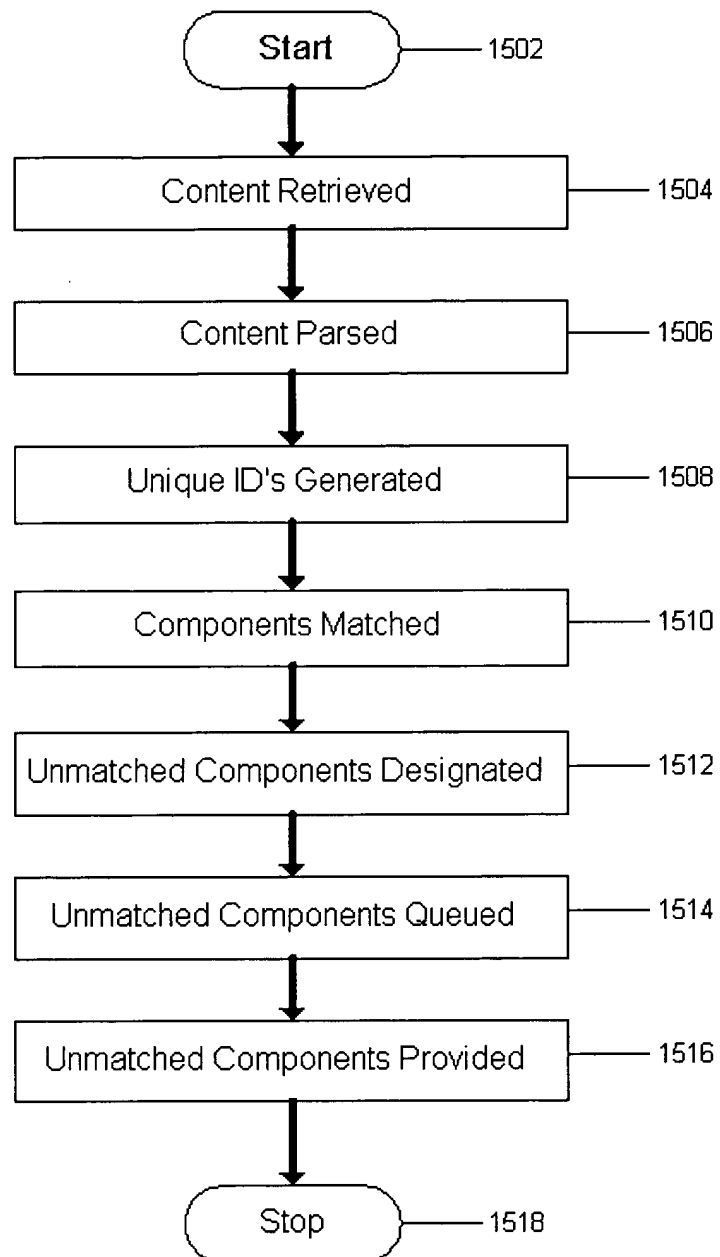 Start
1502
Content Retrieved
1504
Content Parsed
1506
Unique ID's Generated
1508
Components Matched
1510
Unmatched Components Designated
1512
Unmatched Components Queued
1514
Unmatched Components Provided
1516
Stop
1518